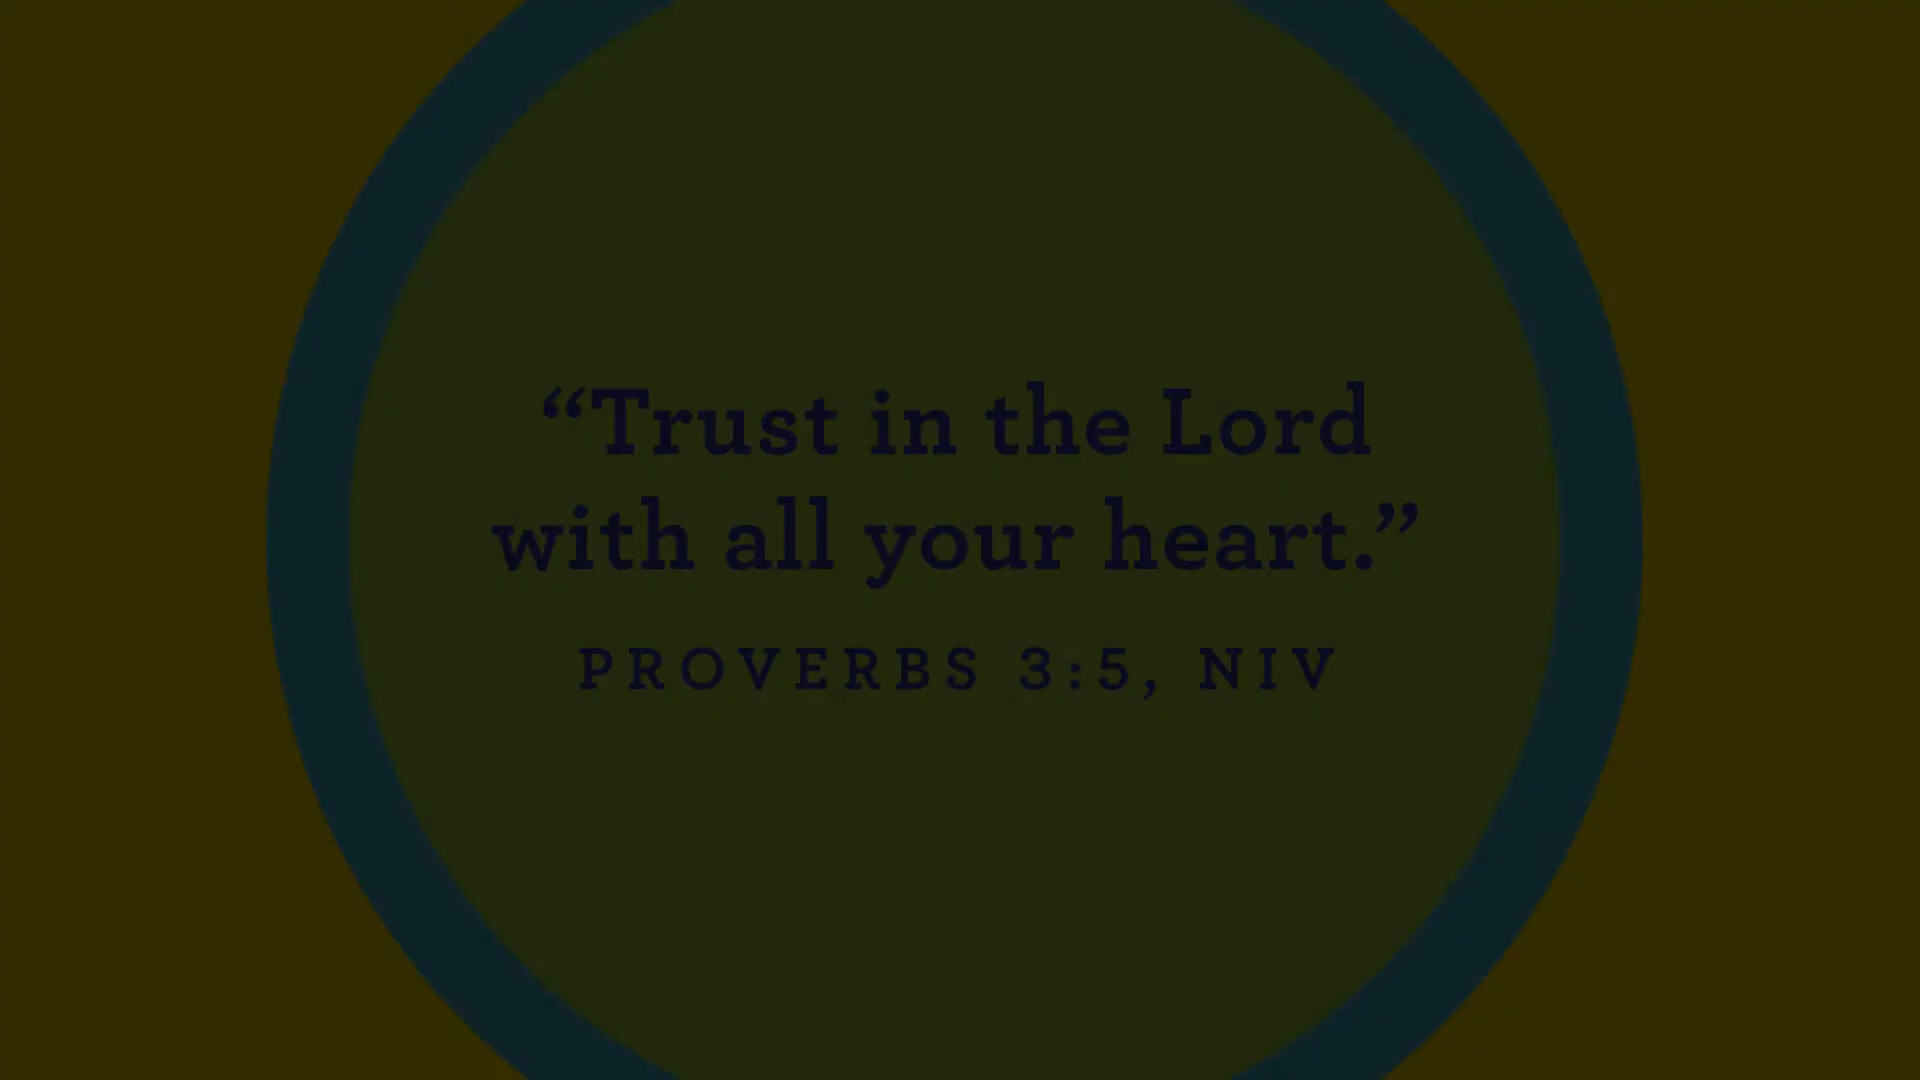 “Trust in the Lord
with all your heart.”
PROVERBS 3:5, NIV